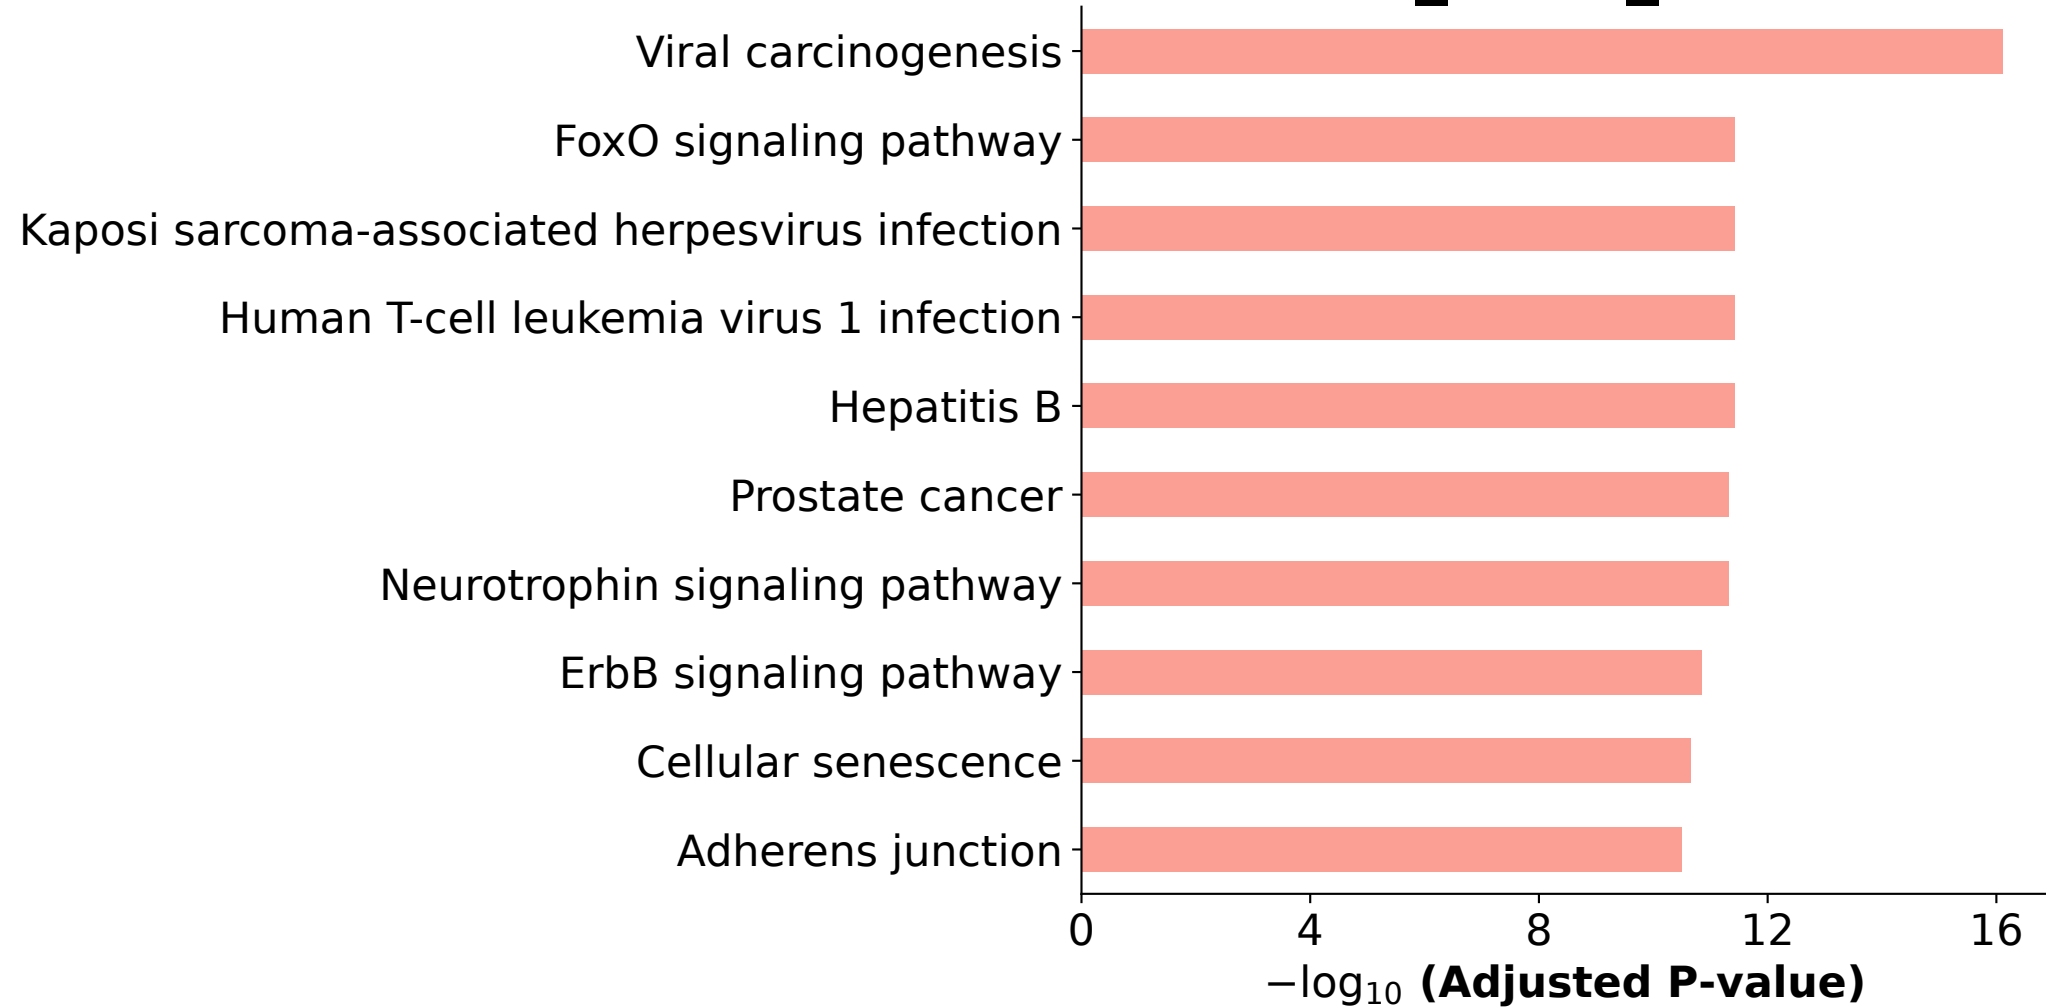 Viral carcinogenesis
FoxO signaling pathway
Kaposi sarcoma-associated herpesvirus infection
Human T-cell leukemia virus 1 infection
Hepatitis B
Prostate cancer
Neurotrophin signaling pathway
ErbB signaling pathway
Cellular senescence
Adherens junction
0 4 8 12 16
−log₁₀ (Adjusted P-value)